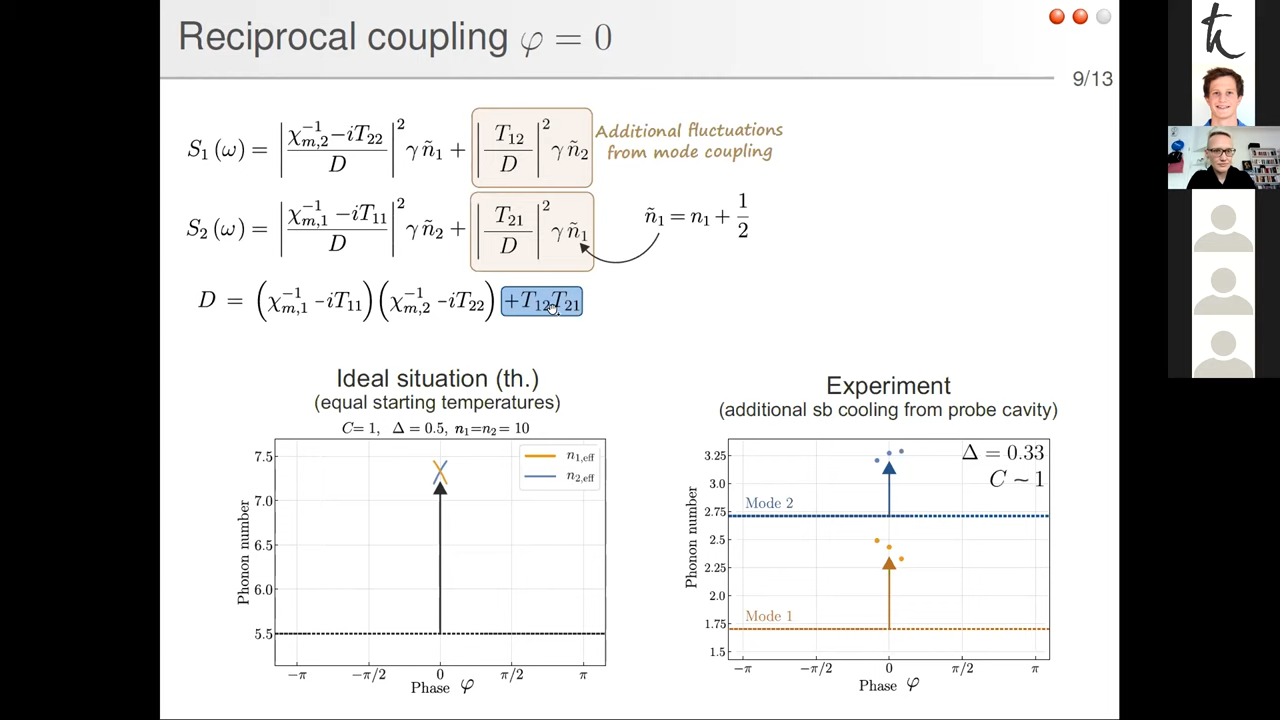 Reciprocal coupling φ = 0
9/13
S₁(ω) = |(χ⁻¹ₘ,₂ − iT₂₂)/D|² γ ñ₁ + |T₁₂/D|² γ ñ₂
Additional fluctuations
from mode coupling
S₂(ω) = |(χ⁻¹ₘ,₁ − iT₁₁)/D|² γ ñ₂ + |T₂₁/D|² γ ñ₁
ñ₁ = n₁ + 1/2
D = (χ⁻¹ₘ,₁ − iT₁₁)(χ⁻¹ₘ,₂ − iT₂₂) + T₁₂T₂₁
Ideal situation (th.)
(equal starting temperatures)
C= 1, Δ = 0.5, n₁=n₂ = 10
7.5
7.0
6.5
6.0
5.5
Phonon number
n₁,eff
n₂,eff
−π −π/2 0 π/2 π
Phase φ
Experiment
(additional sb cooling from probe cavity)
3.25
3.0
2.75
2.5
2.25
2.0
1.75
1.5
Phonon number
Δ = 0.33
C ∼ 1
Mode 2
Mode 1
−π −π/2 0 π/2 π
Phase φ